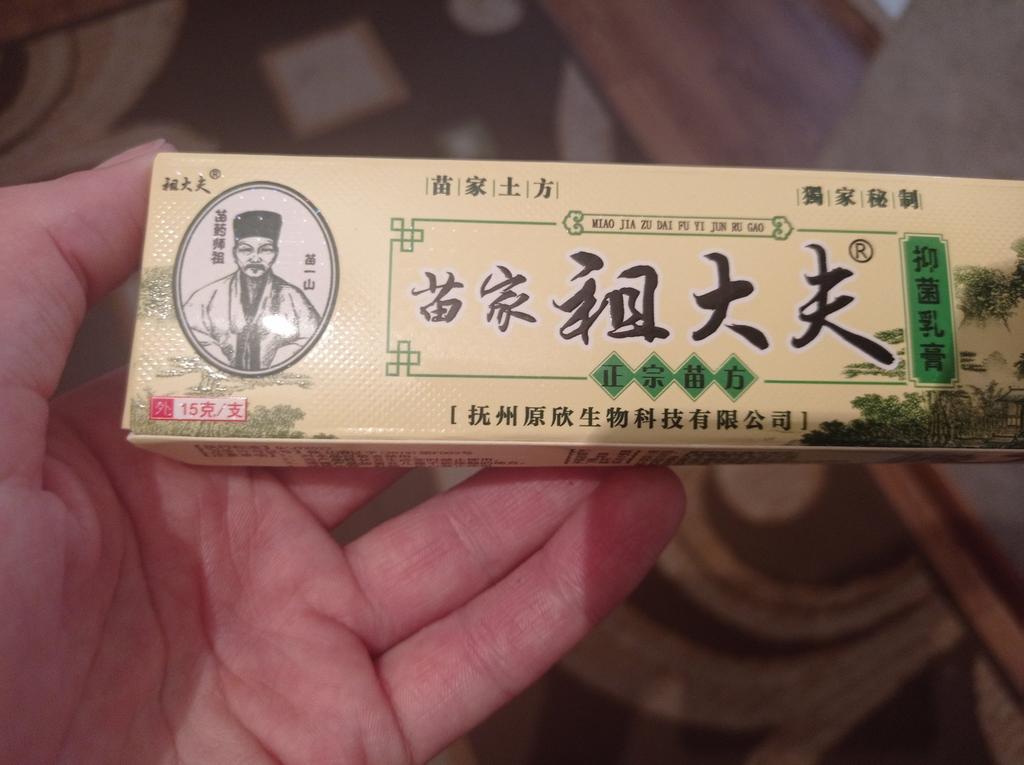 祖大夫®
苗药师祖
苗一山
苗家土方
獨家秘制
MIAO JIA ZU DAI FU YI JUN RU GAO
苗家祖大夫®
抑菌乳膏
正宗苗方
外 15克/支
[抚州原欣生物科技有限公司]